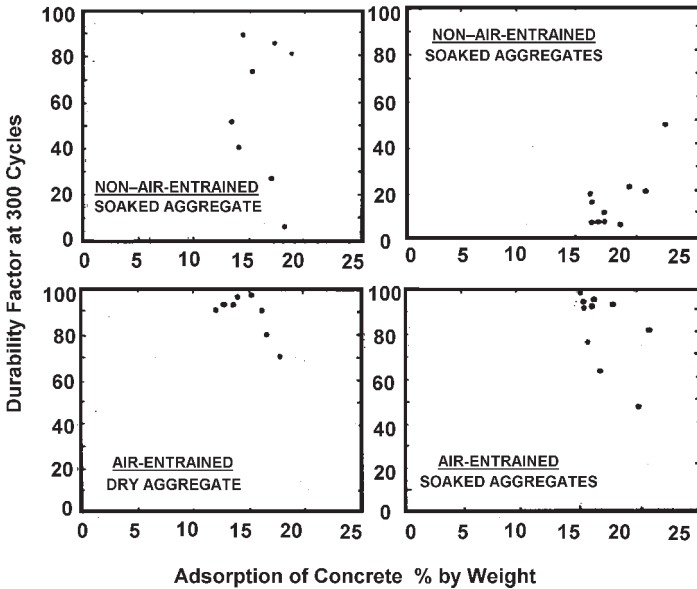 Durability Factor at 300 Cycles
100
80
60
40
20
0
NON–AIR-ENTRAINED
SOAKED AGGREGATE
0 5 10 15 20 25
100
80
60
40
20
0
NON–AIR-ENTRAINED
SOAKED AGGREGATES
0 5 10 15 20 25
100
80
60
40
20
0
AIR-ENTRAINED
DRY AGGREGATE
0 5 10 15 20 25
100
80
60
40
20
0
AIR-ENTRAINED
SOAKED AGGREGATES
0 5 10 15 20 25
Adsorption of Concrete % by Weight